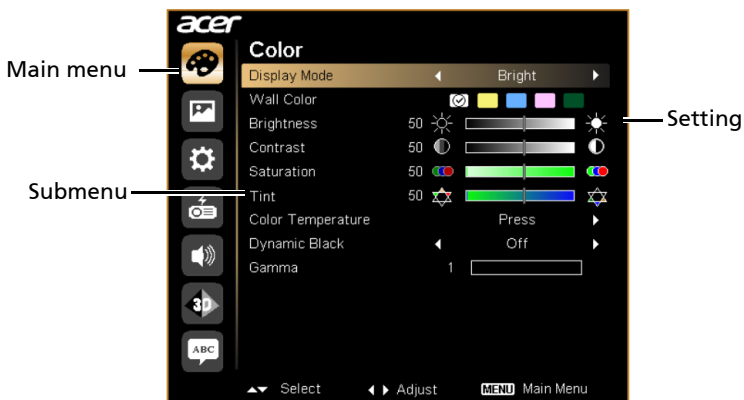 acer
Color
Main menu
Display Mode Bright
Wall Color
Brightness 50
Setting
Contrast 50
Saturation 50
Submenu
Tint 50
Color Temperature Press
Dynamic Black Off
Gamma 1
3D
ABC
Select Adjust MENU Main Menu